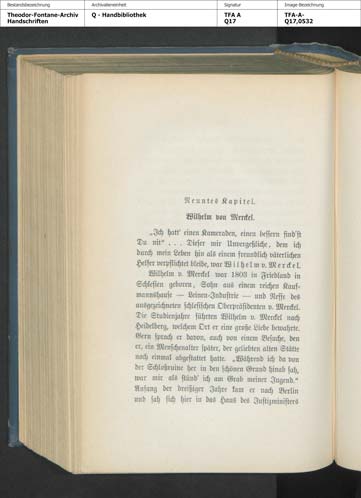 Bestandsbezeichnung Archivalieneinheit Signatur Image Bezeichnung
Theodor-Fontane-Archiv Q - Handbibliothek TFA A TFA-A-
Handschriften Q17 Q17,0532
Neuntes Kapitel.
Wilhelm von Merckel.
„Ich hatt' einen Kameraden, einen bessern find'st
Du nit“ . . . Dieser mir Unvergeßliche, dem ich
durch mein Leben hin als einem freundlich väterlichen
Helfer verpflichtet bleibe, war Wilhelm v. Merckel.
Wilhelm v. Merckel war 1803 in Friedland in
Schlesien geboren, Sohn aus einem reichen Kauf-
mannshause — Leinen-Industrie — und Neffe des
ausgezeichneten schlesischen Oberpräsidenten v. Merckel.
Die Studienjahre führten Wilhelm v. Merckel nach
Heidelberg, welchem Ort er eine große Liebe bewahrte.
Gern sprach er davon, auch von einem Besuche, den
er, ein Menschenalter später, der geliebten alten Stätte
noch einmal abgestattet hatte. „Während ich da von
der Schloßruine her in den schönen Grund hinab sah,
war mir als stünd' ich am Grab meiner Jugend.“
Anfang der dreißiger Jahre kam er nach Berlin
und sah sich hier in das Haus des Justizministers